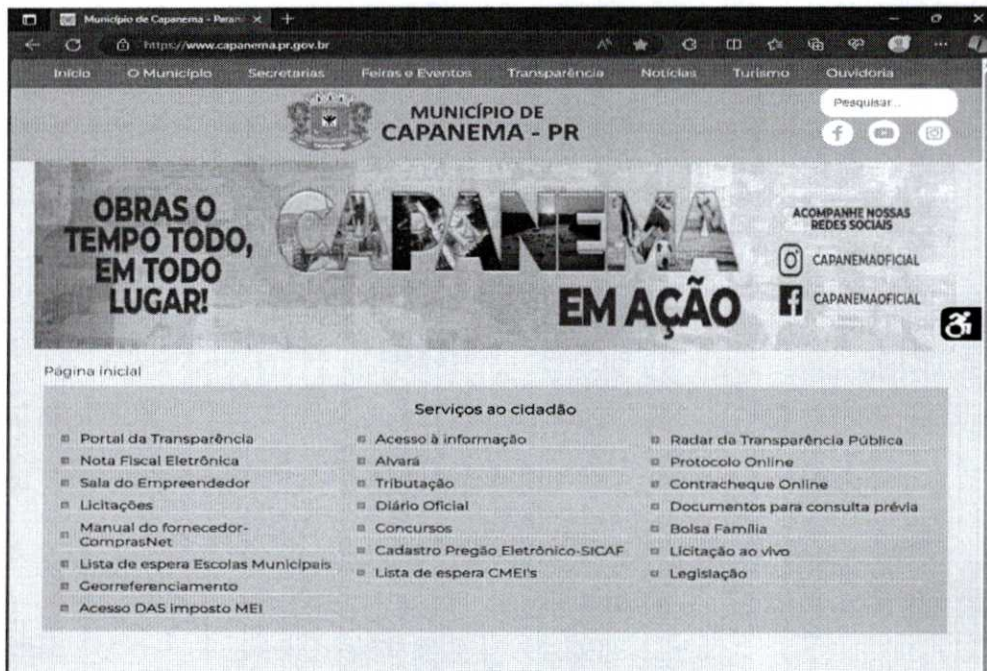 Município de Capanema - Paran
https://www.capanema.pr.gov.br
Início O Município Secretarias Feiras e Eventos Transparência Notícias Turismo Ouvidoria
Pesquisar...
MUNICÍPIO DE
CAPANEMA - PR
OBRAS O
TEMPO TODO,
EM TODO
LUGAR!
CAPANEMA
EM AÇÃO
ACOMPANHE NOSSAS
REDES SOCIAIS
CAPANEMAOFICIAL
CAPANEMAOFICIAL
Página inicial
Serviços ao cidadão
Portal da Transparência
Nota Fiscal Eletrônica
Sala do Empreendedor
Licitações
Manual do fornecedor-
ComprasNet
Lista de espera Escolas Municipais
Georreferenciamento
Acesso DAS imposto MEI
Acesso à informação
Alvará
Tributação
Diário Oficial
Concursos
Cadastro Pregão Eletrônico-SICAF
Lista de espera CMEI's
Radar da Transparência Pública
Protocolo Online
Contracheque Online
Documentos para consulta prévia
Bolsa Família
Licitação ao vivo
Legislação